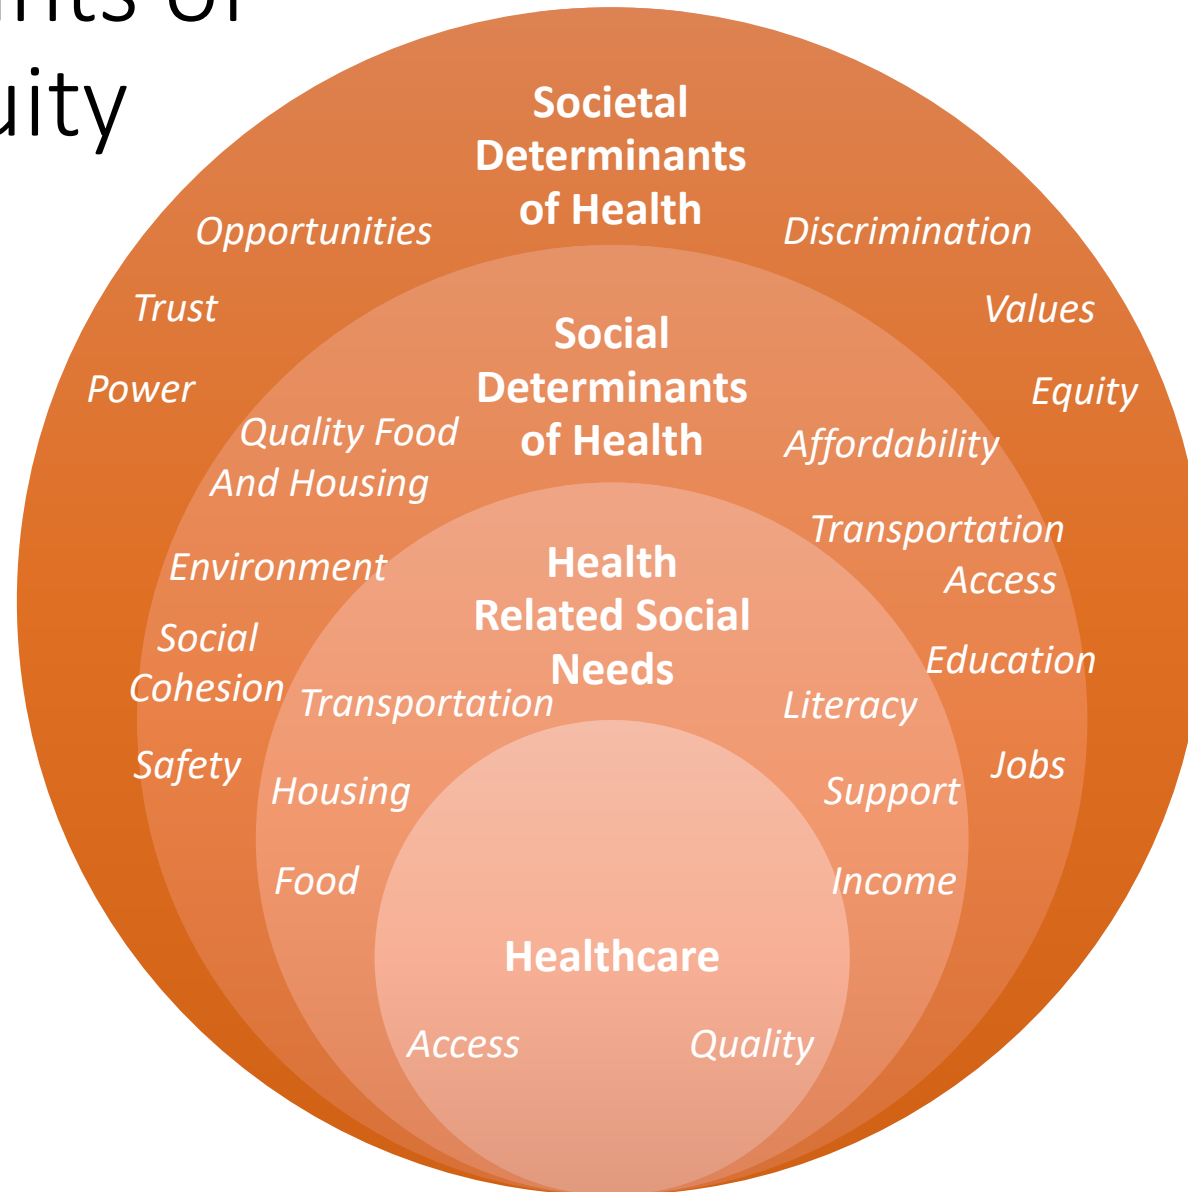 of
Societal
Determinants
of Health
Opportunities
Discrimination
Trust
Values
Power
Equity
Social
Determinants
of Health
Quality Food
And Housing
Affordability
Environment
Transportation
Access
Social
Cohesion
Education
Safety
Jobs
Health
Related Social
Needs
Transportation
Literacy
Housing
Support
Food
Income
Healthcare
Access
Quality